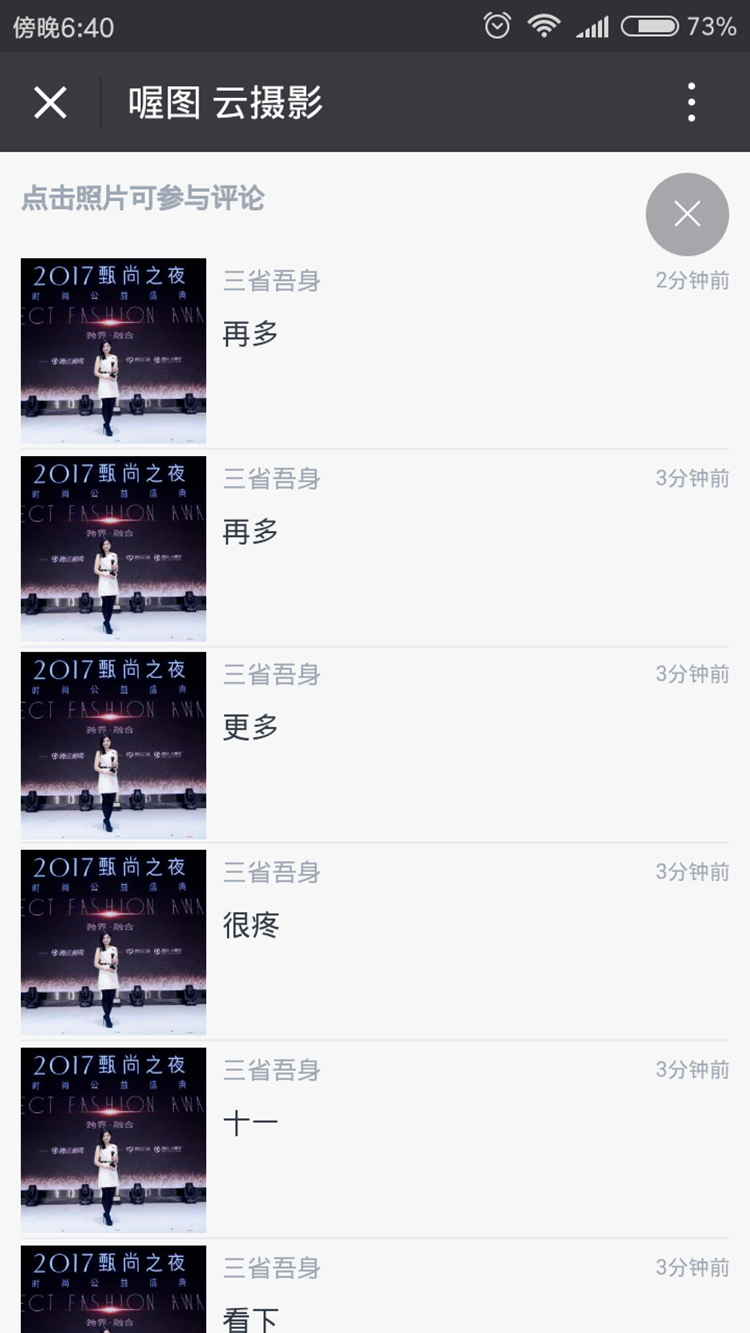 傍晚6:40
73%
喔图 云摄影
点击照片可参与评论
2017甄尚之夜
时尚公益盛典
ECT FASHION AWA
跨界·融合
三省吾身
2分钟前
再多
2017甄尚之夜
时尚公益盛典
ECT FASHION AWA
跨界·融合
三省吾身
3分钟前
再多
2017甄尚之夜
时尚公益盛典
ECT FASHION AWA
跨界·融合
三省吾身
3分钟前
更多
2017甄尚之夜
时尚公益盛典
ECT FASHION AWA
跨界·融合
三省吾身
3分钟前
很疼
2017甄尚之夜
时尚公益盛典
ECT FASHION AWA
跨界·融合
三省吾身
3分钟前
十一
2017甄尚之夜
时尚公益盛典
ECT FASHION AWA
跨界·融合
三省吾身
3分钟前
看下